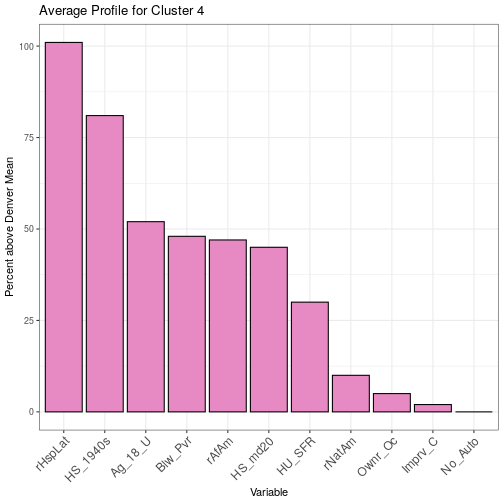 Average Profile for Cluster 4
Percent above Denver Mean
100
75
50
25
0
rHspLat
HS_1940s
Ag_18_U
Blw_Pvr
rAfAm
HS_md20
HU_SFR
rNatAm
Ownr_Oc
Imprv_C
No_Auto
Variable